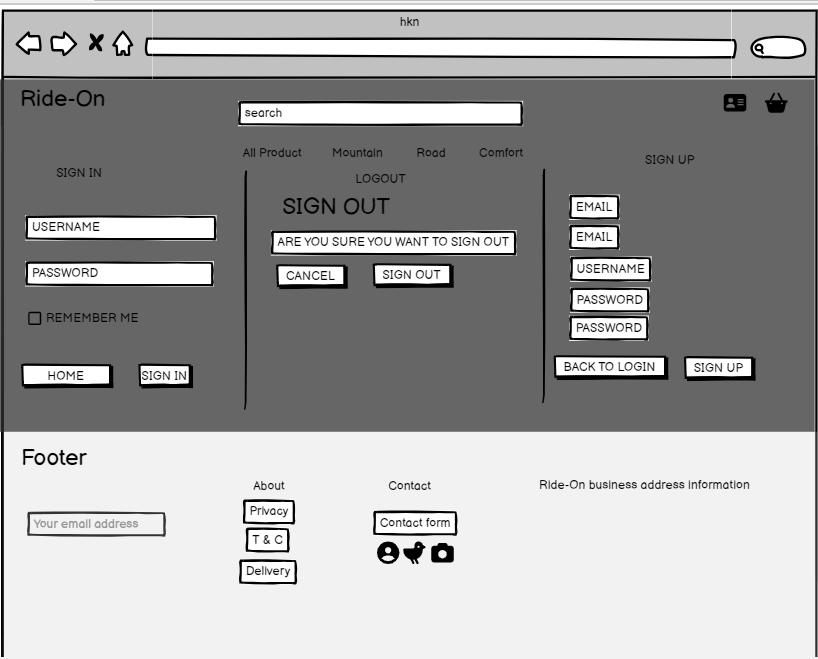 hkn
Ride-On
search
All Product Mountain Road Comfort
SIGN IN
USERNAME
PASSWORD
REMEMBER ME
HOME SIGN IN
LOGOUT
SIGN OUT
ARE YOU SURE YOU WANT TO SIGN OUT
CANCEL SIGN OUT
SIGN UP
EMAIL
EMAIL
USERNAME
PASSWORD
PASSWORD
BACK TO LOGIN SIGN UP
Footer
Your email address
About
Privacy
T & C
Delivery
Contact
Contact form
Ride-On business address information